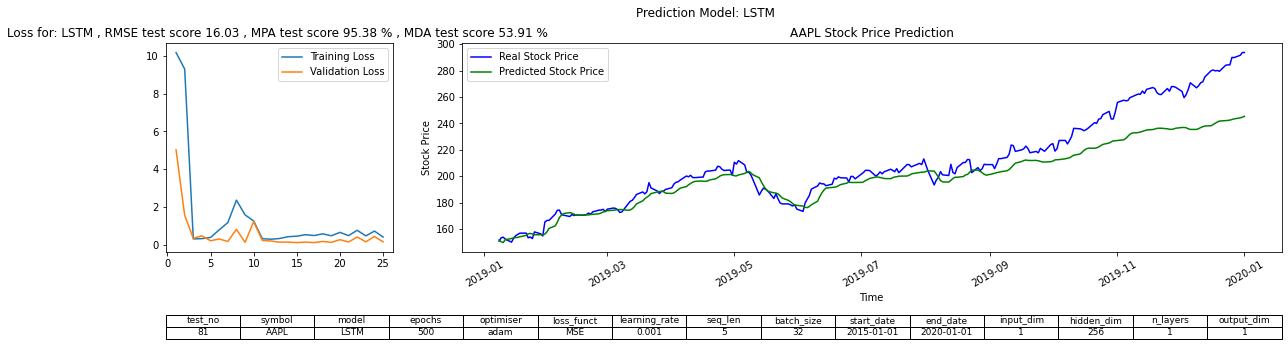 Prediction Model: LSTM
Loss for: LSTM , RMSE test score 16.03 , MPA test score 95.38 % , MDA test score 53.91 %
10
8
6
4
2
0
0 5 10 15 20 25
Training Loss
Validation Loss
AAPL Stock Price Prediction
Stock Price
300
280
260
240
220
200
180
160
Real Stock Price
Predicted Stock Price
2019-01 2019-03 2019-05 2019-07 2019-09 2019-11 2020-01
Time
test_no symbol model epochs optimiser loss_funct learning_rate seq_len batch_size start_date end_date input_dim hidden_dim n_layers output_dim
81 AAPL LSTM 500 adam MSE 0.001 5 32 2015-01-01 2020-01-01 1 256 1 1